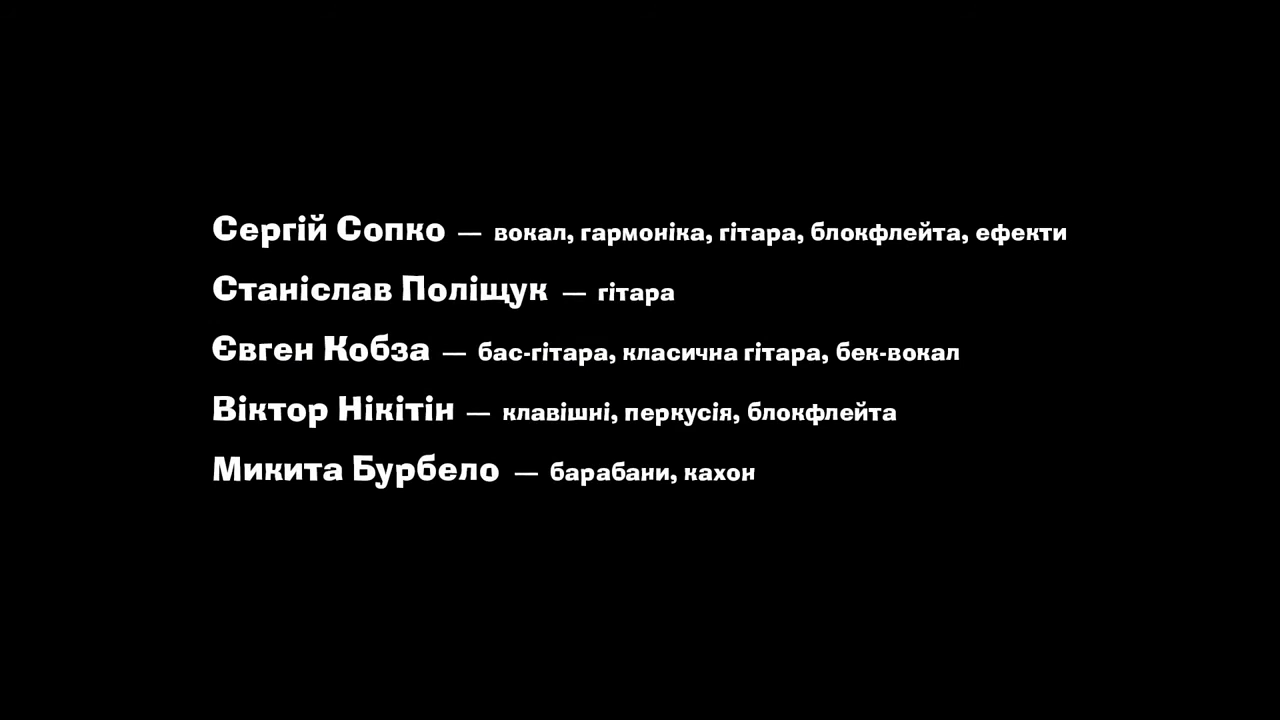 Сергій Сопко — вокал, гармоніка, гітара, блокфлейта, ефекти
Станіслав Поліщук — гітара
Євген Кобза — бас-гітара, класична гітара, бек-вокал
Віктор Нікітін — клавішні, перкусія, блокфлейта
Микита Бурбело — барабани, кахон